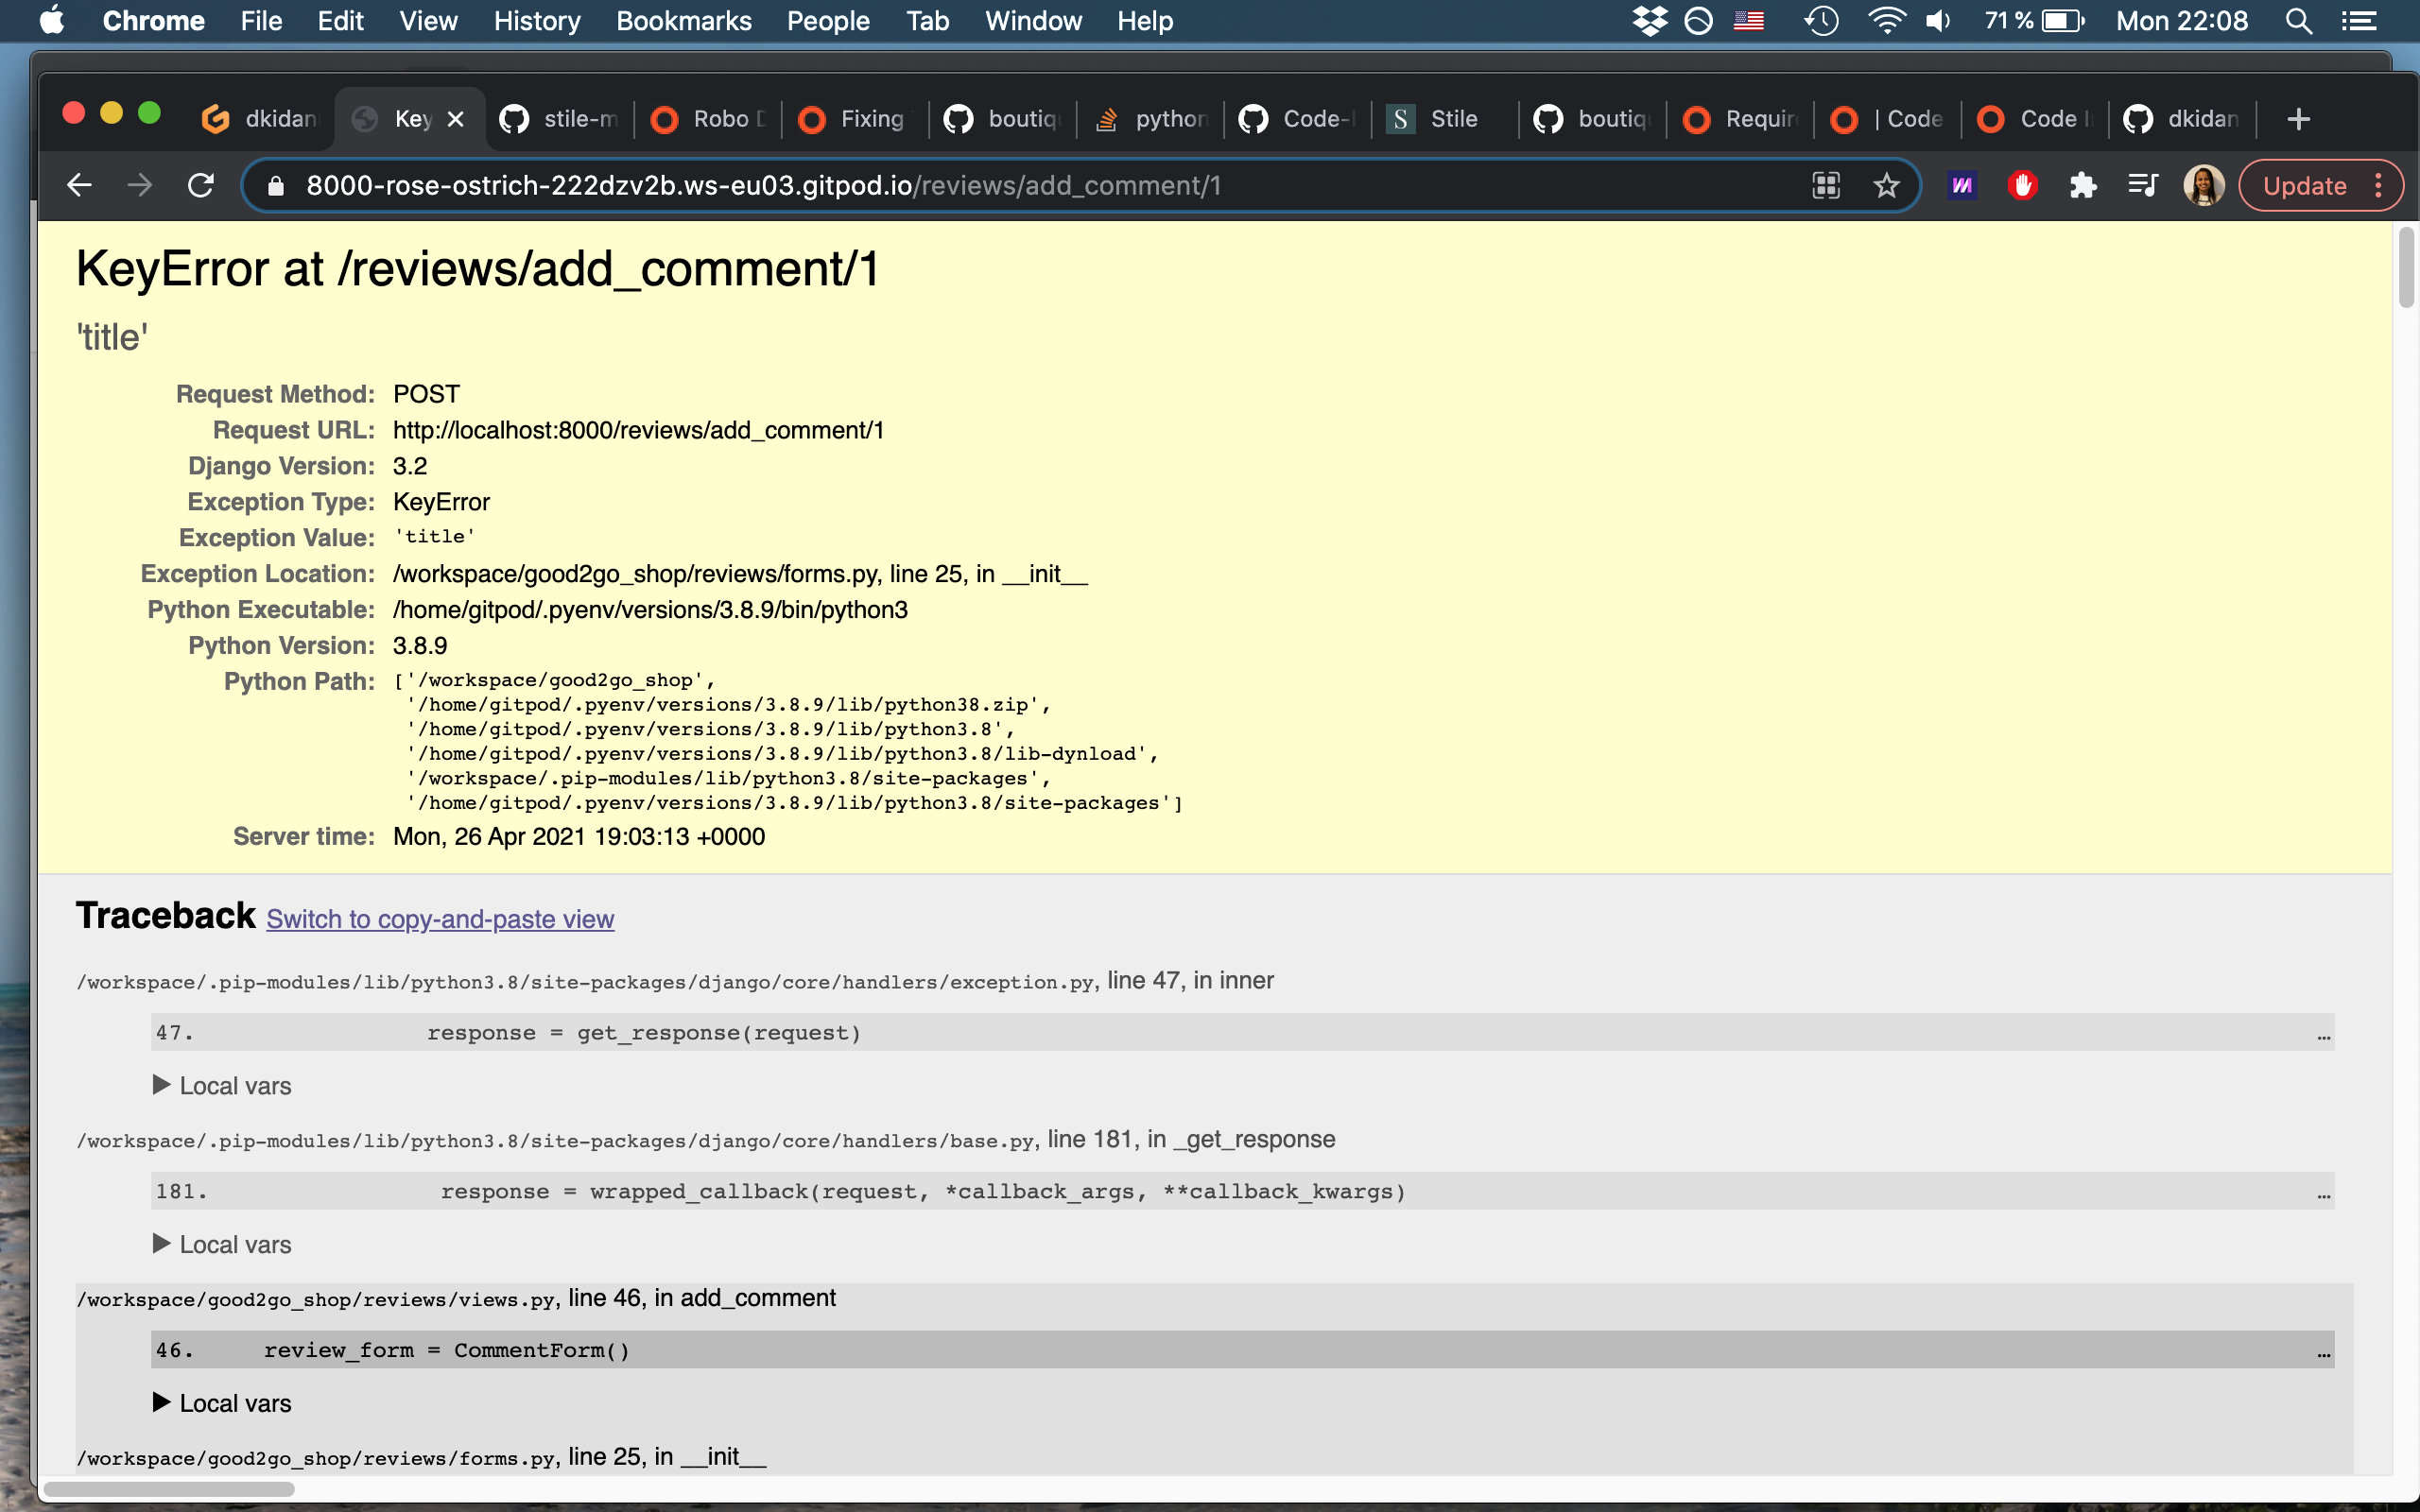 Chrome File Edit View History Bookmarks People Tab Window Help 71 % Mon 22:08
dkidan Key stile-m Robo Fixing boutiq python Code- S Stile boutiq Requir | Code Code dkidan
8000-rose-ostrich-222dzv2b.ws-eu03.gitpod.io/reviews/add_comment/1 Update
KeyError at /reviews/add_comment/1
'title'
Request Method: POST
Request URL: http://localhost:8000/reviews/add_comment/1
Django Version: 3.2
Exception Type: KeyError
Exception Value: 'title'
Exception Location: /workspace/good2go_shop/reviews/forms.py, line 25, in __init__
Python Executable: /home/gitpod/.pyenv/versions/3.8.9/bin/python3
Python Version: 3.8.9
Python Path: ['/workspace/good2go_shop',
'/home/gitpod/.pyenv/versions/3.8.9/lib/python38.zip',
'/home/gitpod/.pyenv/versions/3.8.9/lib/python3.8',
'/home/gitpod/.pyenv/versions/3.8.9/lib/python3.8/lib-dynload',
'/workspace/.pip-modules/lib/python3.8/site-packages',
'/home/gitpod/.pyenv/versions/3.8.9/lib/python3.8/site-packages']
Server time: Mon, 26 Apr 2021 19:03:13 +0000
Traceback Switch to copy-and-paste view
/workspace/.pip-modules/lib/python3.8/site-packages/django/core/handlers/exception.py, line 47, in inner
47. response = get_response(request) …
Local vars
/workspace/.pip-modules/lib/python3.8/site-packages/django/core/handlers/base.py, line 181, in _get_response
181. response = wrapped_callback(request, *callback_args, **callback_kwargs) …
Local vars
/workspace/good2go_shop/reviews/views.py, line 46, in add_comment
46. review_form = CommentForm() …
Local vars
/workspace/good2go_shop/reviews/forms.py, line 25, in __init__